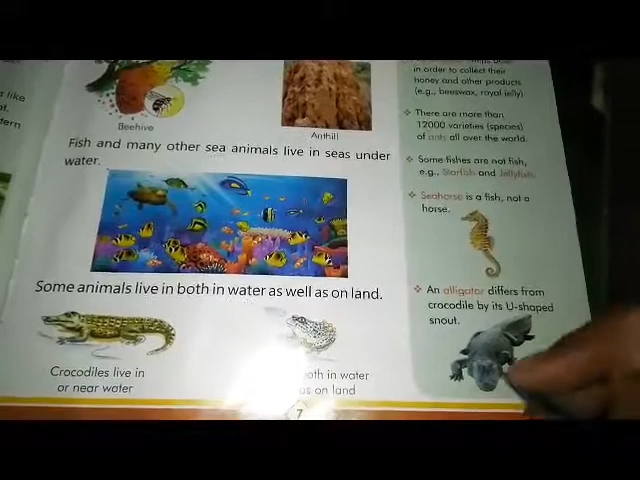 a like
at.
tern
Beehive
Anthill
Fish and many other sea animals live in seas under
water.
Some animals live in both in water as well as on land.
Crocodiles live in
or near water
both in water
as on land
7
in order to collect their
honey and other products
(e.g., beeswax, royal jelly)
There are more than
12000 varieties (species)
of ants all over the world.
Some fishes are not fish,
e.g., Starfish and Jellyfish.
Seahorse is a fish, not a
horse.
An alligator differs from
crocodile by its U-shaped
snout.